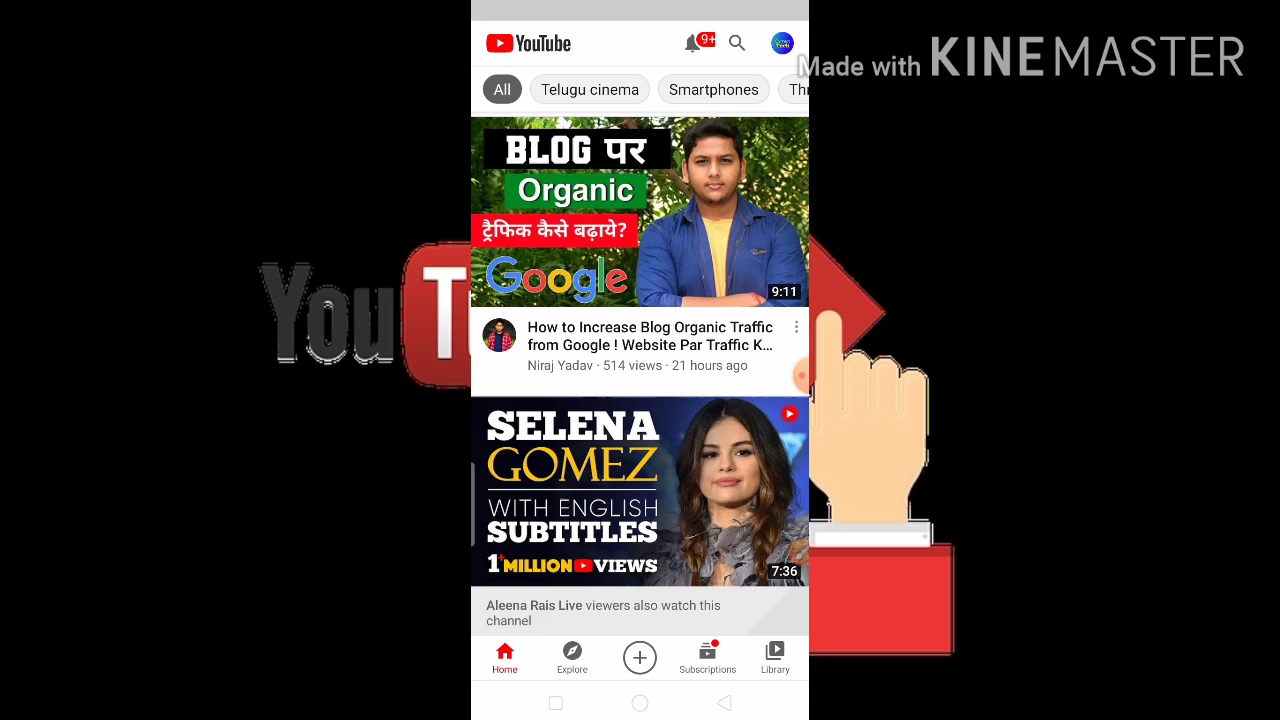 Made with KINEMASTER
YouTube
9+
All
Telugu cinema
Smartphones
BLOG पर
Organic
ट्रैफिक कैसे बढ़ाये?
Google
9:11
How to Increase Blog Organic Traffic
from Google ! Website Par Traffic K...
Niraj Yadav · 514 views · 21 hours ago
You
SELENA
GOMEZ
WITH ENGLISH
SUBTITLES
1+ MILLION VIEWS
7:36
Aleena Rais Live viewers also watch this
channel
Home
Explore
Subscriptions
Library